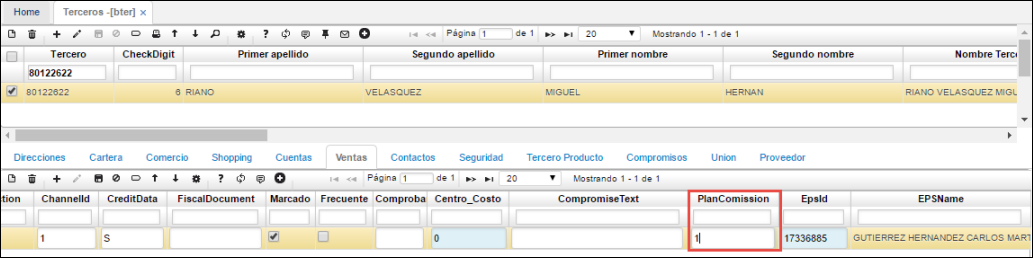 Home Terceros -[bter] ×
Página 1 de 1 20 Mostrando 1 - 1 de 1
Tercero CheckDigit Primer apellido Segundo apellido Primer nombre Segundo nombre Nombre Terc
80122622
80122622 6 RIANO VELASQUEZ MIGUEL HERNAN RIANO VELASQUEZ MIGU
Direcciones Cartera Comercio Shopping Cuentas Ventas Contactos Seguridad Tercero Producto Compromisos Union Proveedor
Página 1 de 1 20 Mostrando 1 - 1 de 1
tion ChannelId CreditData FiscalDocument Marcado Frecuente Comproba Centro_Costo CompromiseText PlanComission EpsId EPSName
1 S 0 1 17336885 GUTIERREZ HERNANDEZ CARLOS MART